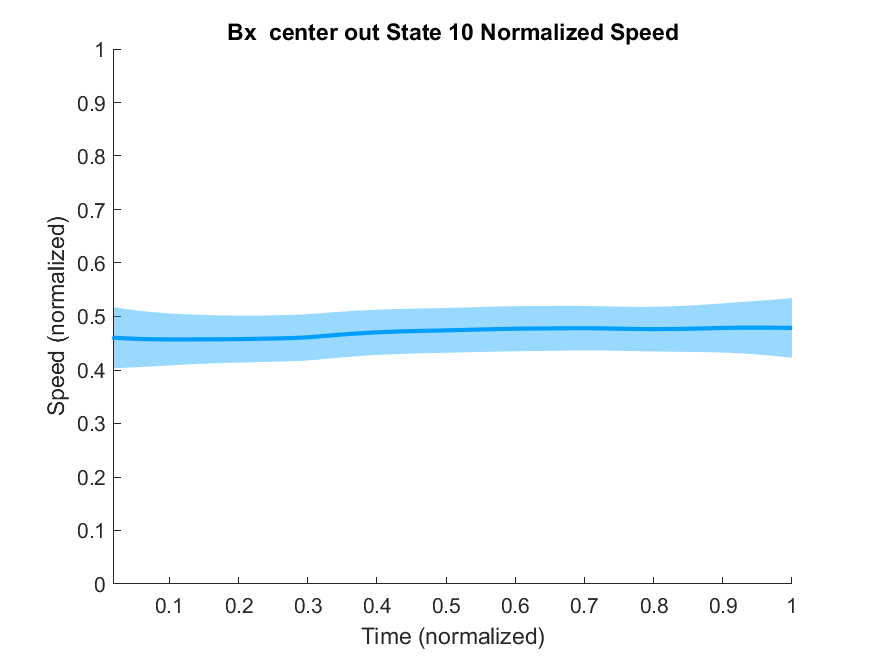 Bx  center out State 10 Normalized Speed
1
0.9
0.8
0.7
0.6
0.5
0.4
0.3
0.2
0.1
0
Speed (normalized)
0.1 0.2 0.3 0.4 0.5 0.6 0.7 0.8 0.9 1
Time (normalized)